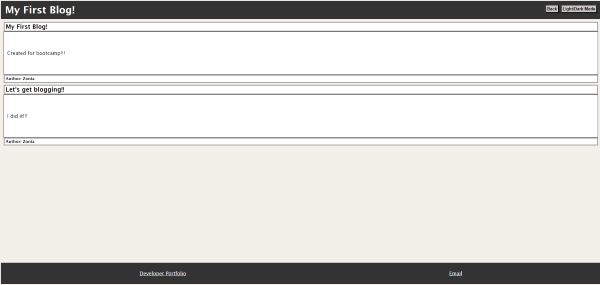 My First Blog!
Back Light/Dark Mode
My First Blog!
Created for bootcamp!!!
Author: Zonia
Let's get blogging!!
I did it!!!
Author: Zonia
Developer Portfolio
Email